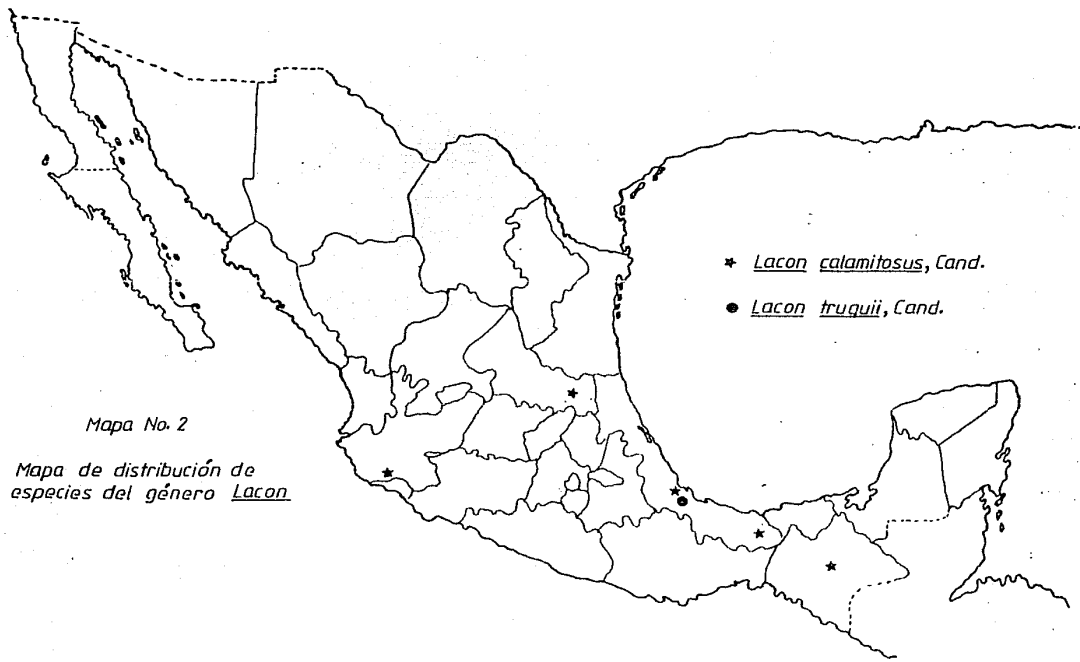 ★ Lacon calamitosus, Cand.
● Lacon truquii, Cand.
Mapa No. 2
Mapa de distribución de
especies del género Lacon